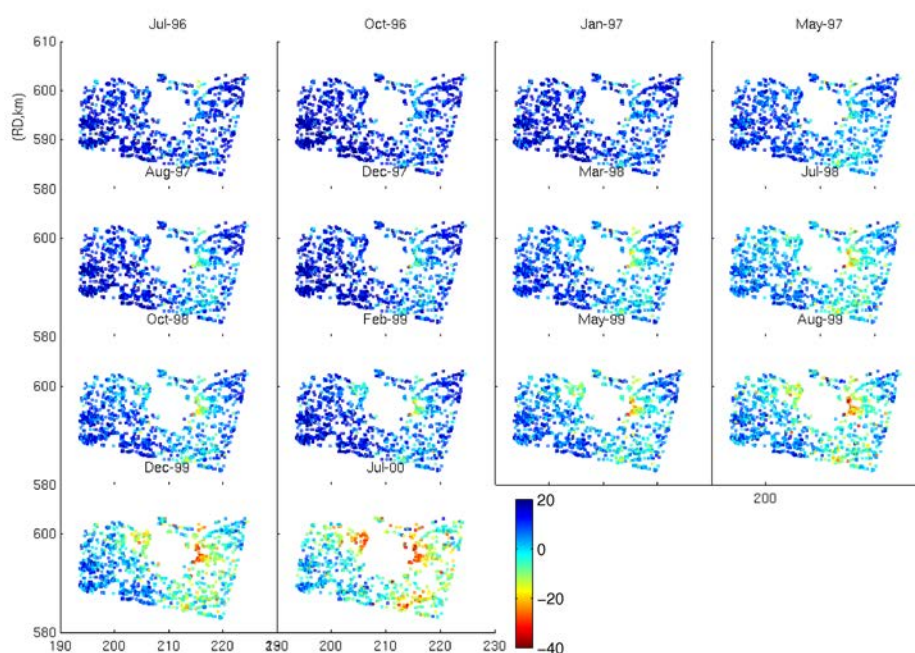 Jul-96 Oct-96 Jan-97 May-97
610
600
(RD,km)
590
580
Aug-97 Dec-97 Mar-98 Jul-98
600
580
Oct-98 Feb-99 May-99 Aug-99
600
580
Dec-99 Jul-00
200
20
600
0
-20
580
-40
190 200 210 220 200 210 220 230